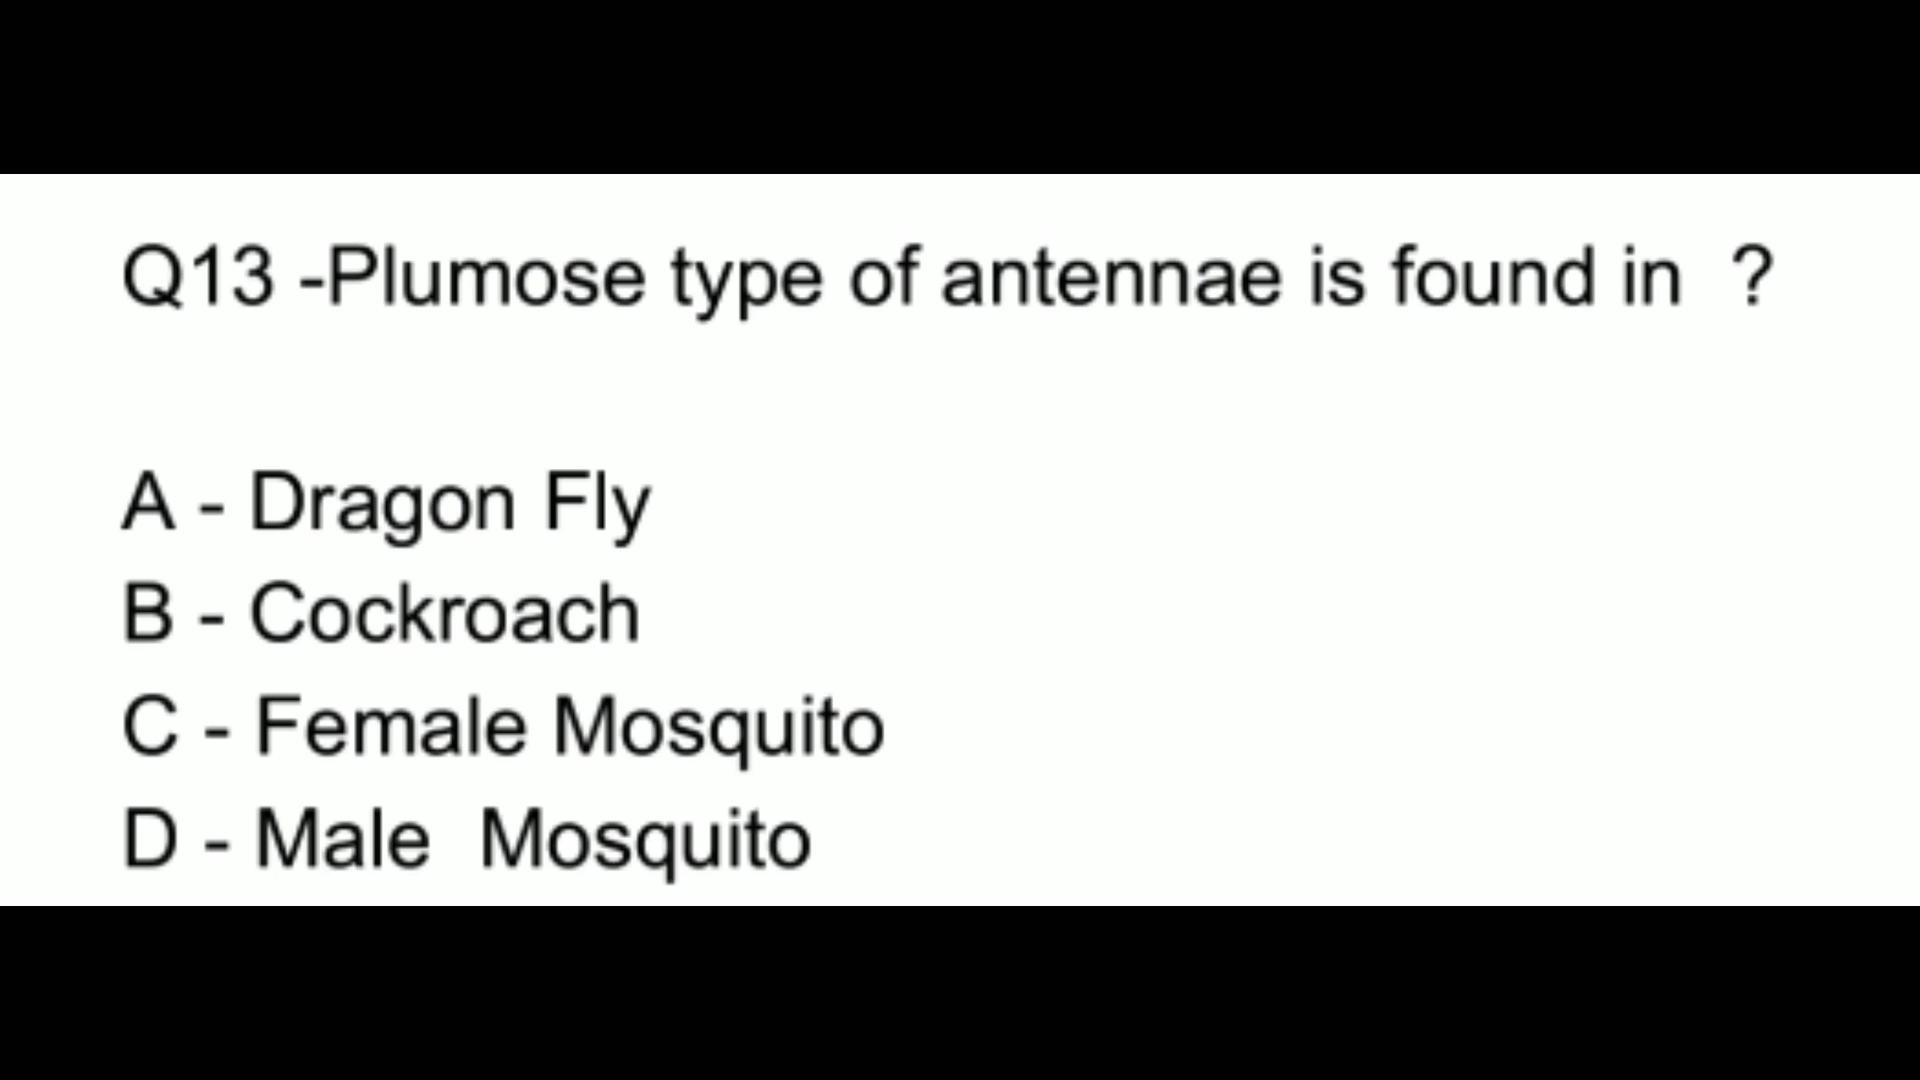 Q13 -Plumose type of antennae is found in  ?
A - Dragon Fly
B - Cockroach
C - Female Mosquito
D - Male  Mosquito